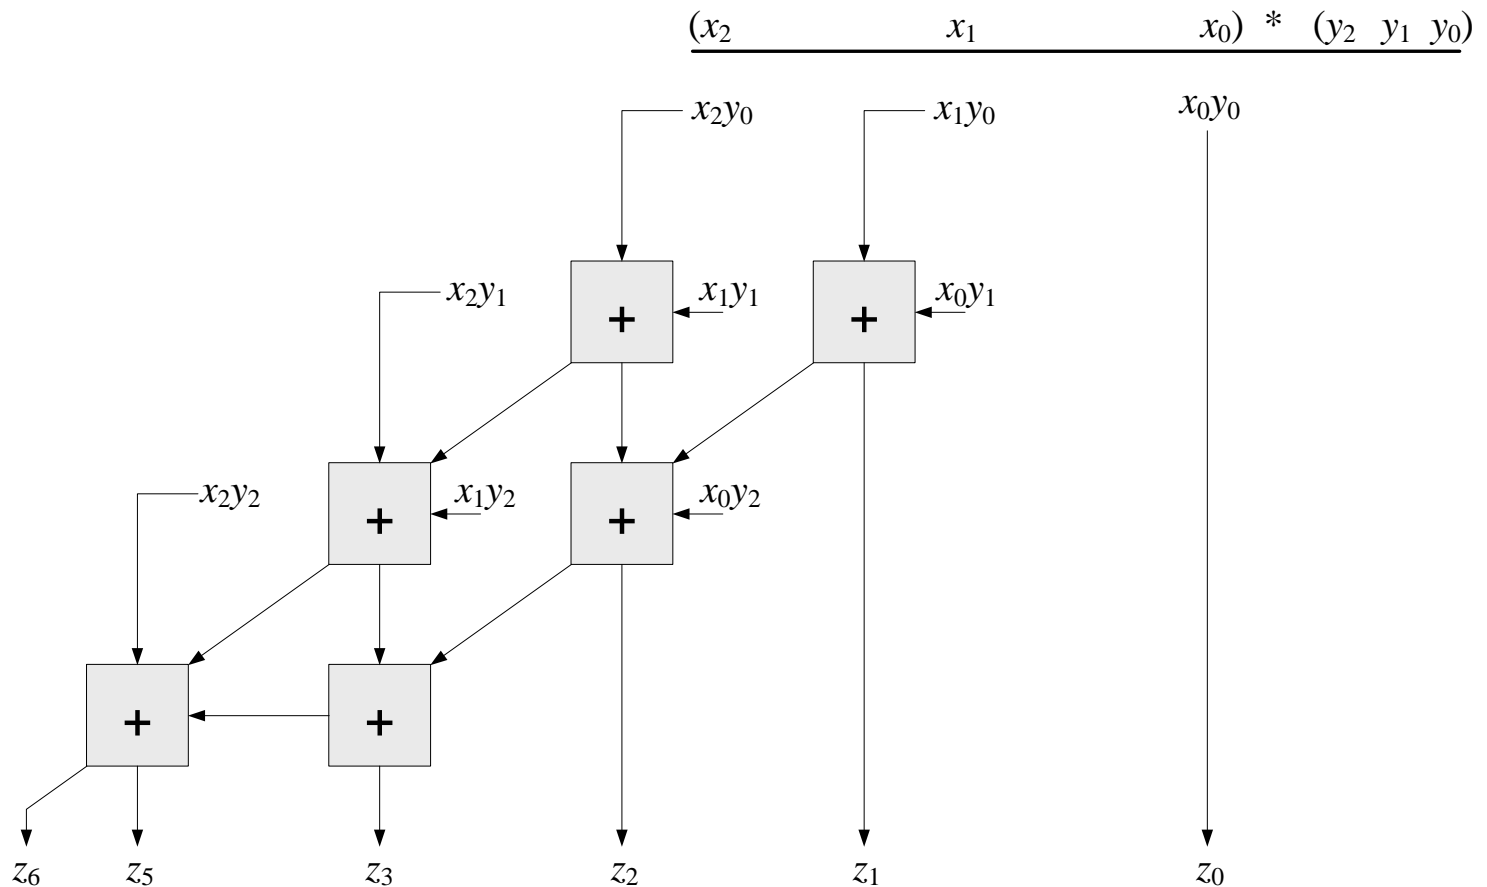 (x₂ x₁ x₀) * (y₂ y₁ y₀)
x₂y₀ x₁y₀ x₀y₀
x₂y₁ + x₁y₁ + x₀y₁
x₂y₂ + x₁y₂ + x₀y₂
+ +
z₆ z₅ z₃ z₂ z₁ z₀